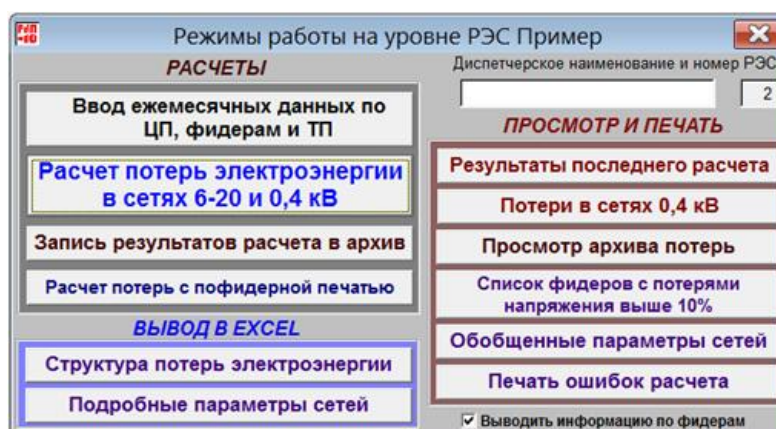 Режимы работы на уровне РЭС Пример
РАСЧЕТЫ
Ввод ежемесячных данных по
ЦП, фидерам и ТП
Расчет потерь электроэнергии
в сетях 6-20 и 0,4 кВ
Запись результатов расчета в архив
Расчет потерь с пофидерной печатью
ВЫВОД В EXCEL
Структура потерь электроэнергии
Подробные параметры сетей
Диспетчерское наименование и номер РЭС
2
ПРОСМОТР И ПЕЧАТЬ
Результаты последнего расчета
Потери в сетях 0,4 кВ
Просмотр архива потерь
Список фидеров с потерями
напряжения выше 10%
Обобщенные параметры сетей
Печать ошибок расчета
Выводить информацию по фидерам